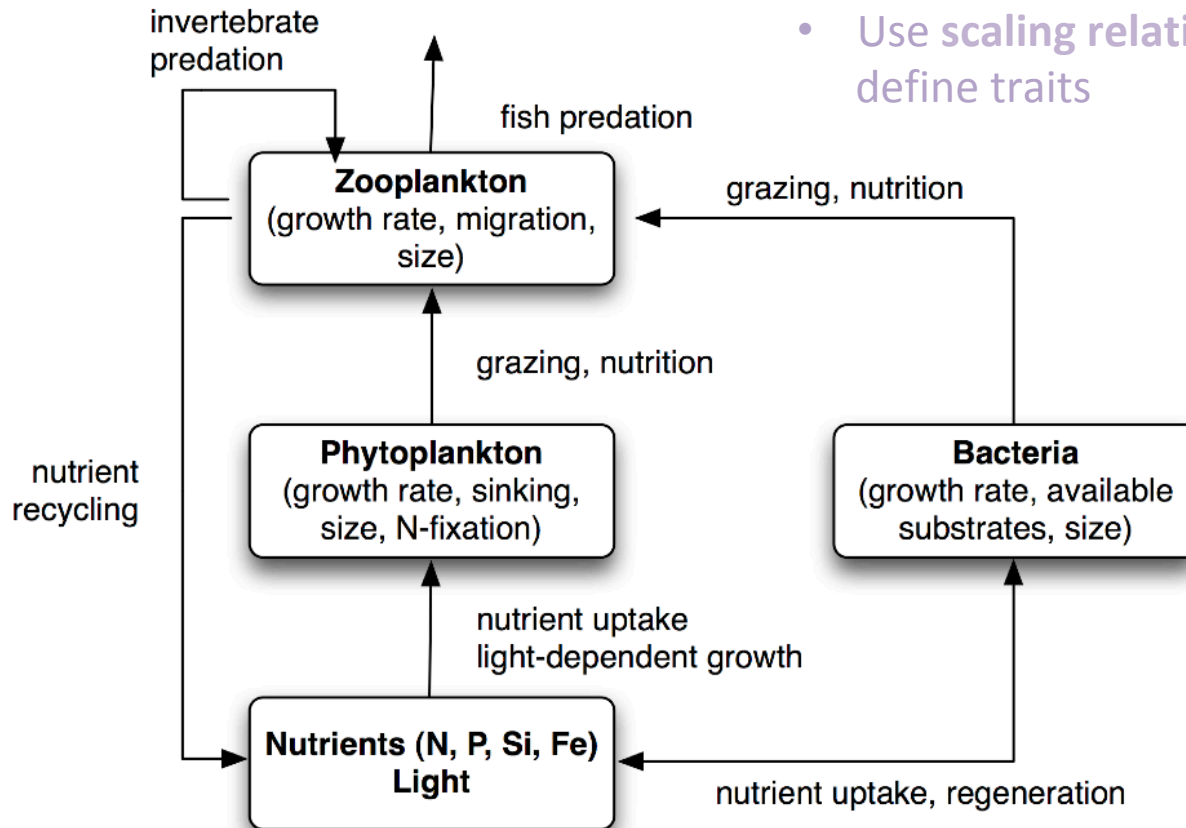 invertebrate
predation
• Use scaling
define traits
fish predation
Zooplankton
(growth rate, migration,
size)
grazing, nutrition
grazing, nutrition
Phytoplankton
(growth rate, sinking,
size, N-fixation)
Bacteria
(growth rate, available
substrates, size)
nutrient
recycling
nutrient uptake
light-dependent growth
Nutrients (N, P, Si, Fe)
Light
nutrient uptake, regeneration